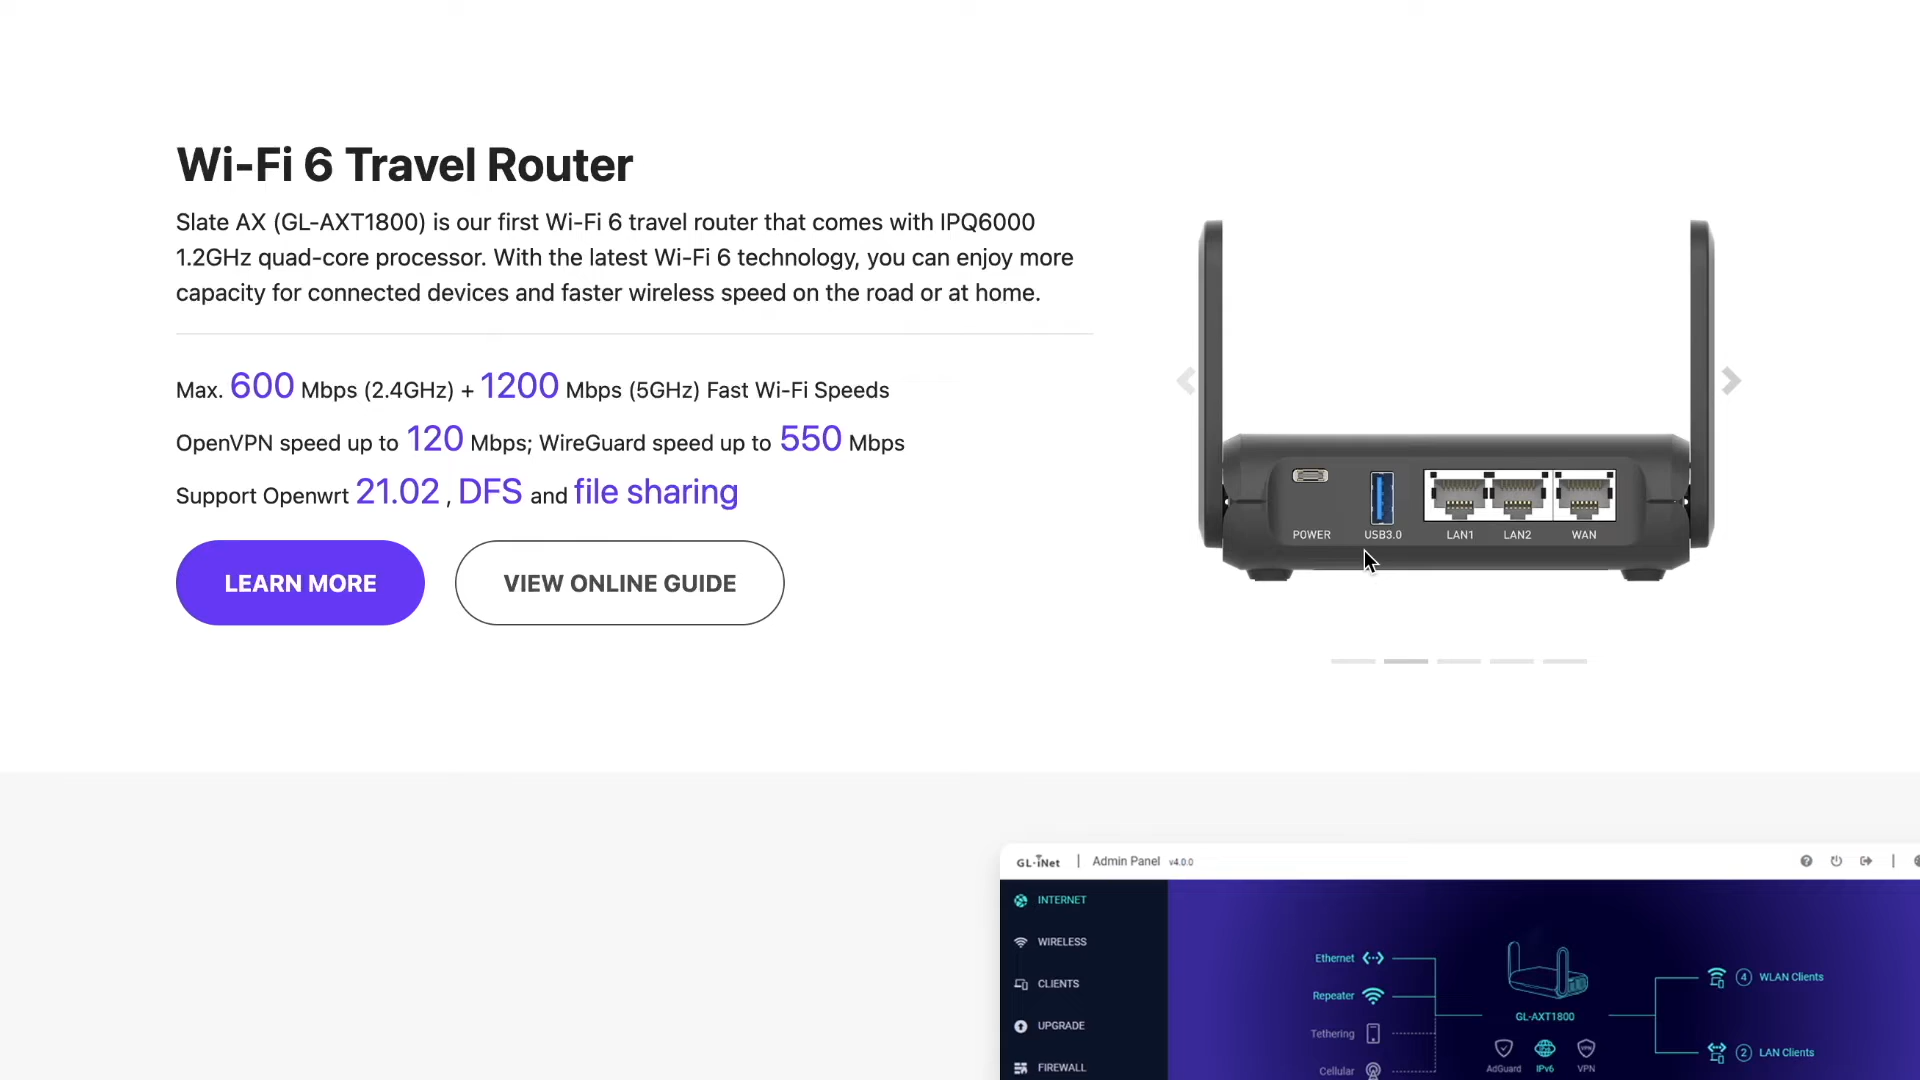 Wi-Fi 6 Travel Router
Slate AX (GL-AXT1800) is our first Wi-Fi 6 travel router that comes with IPQ6000
1.2GHz quad-core processor. With the latest Wi-Fi 6 technology, you can enjoy more
capacity for connected devices and faster wireless speed on the road or at home.
Max. 600 Mbps (2.4GHz) + 1200 Mbps (5GHz) Fast Wi-Fi Speeds
OpenVPN speed up to 120 Mbps; WireGuard speed up to 550 Mbps
Support Openwrt 21.02 , DFS and file sharing
LEARN MORE
VIEW ONLINE GUIDE
POWER
USB3.0
LAN1
LAN2
WAN
GL·iNet | Admin Panel v4.0.0
INTERNET
WIRELESS
CLIENTS
UPGRADE
FIREWALL
Ethernet
Repeater
Tethering
Cellular
GL-AXT1800
AdGuard
IPv6
VPN
4 WLAN Clients
2 LAN Clients